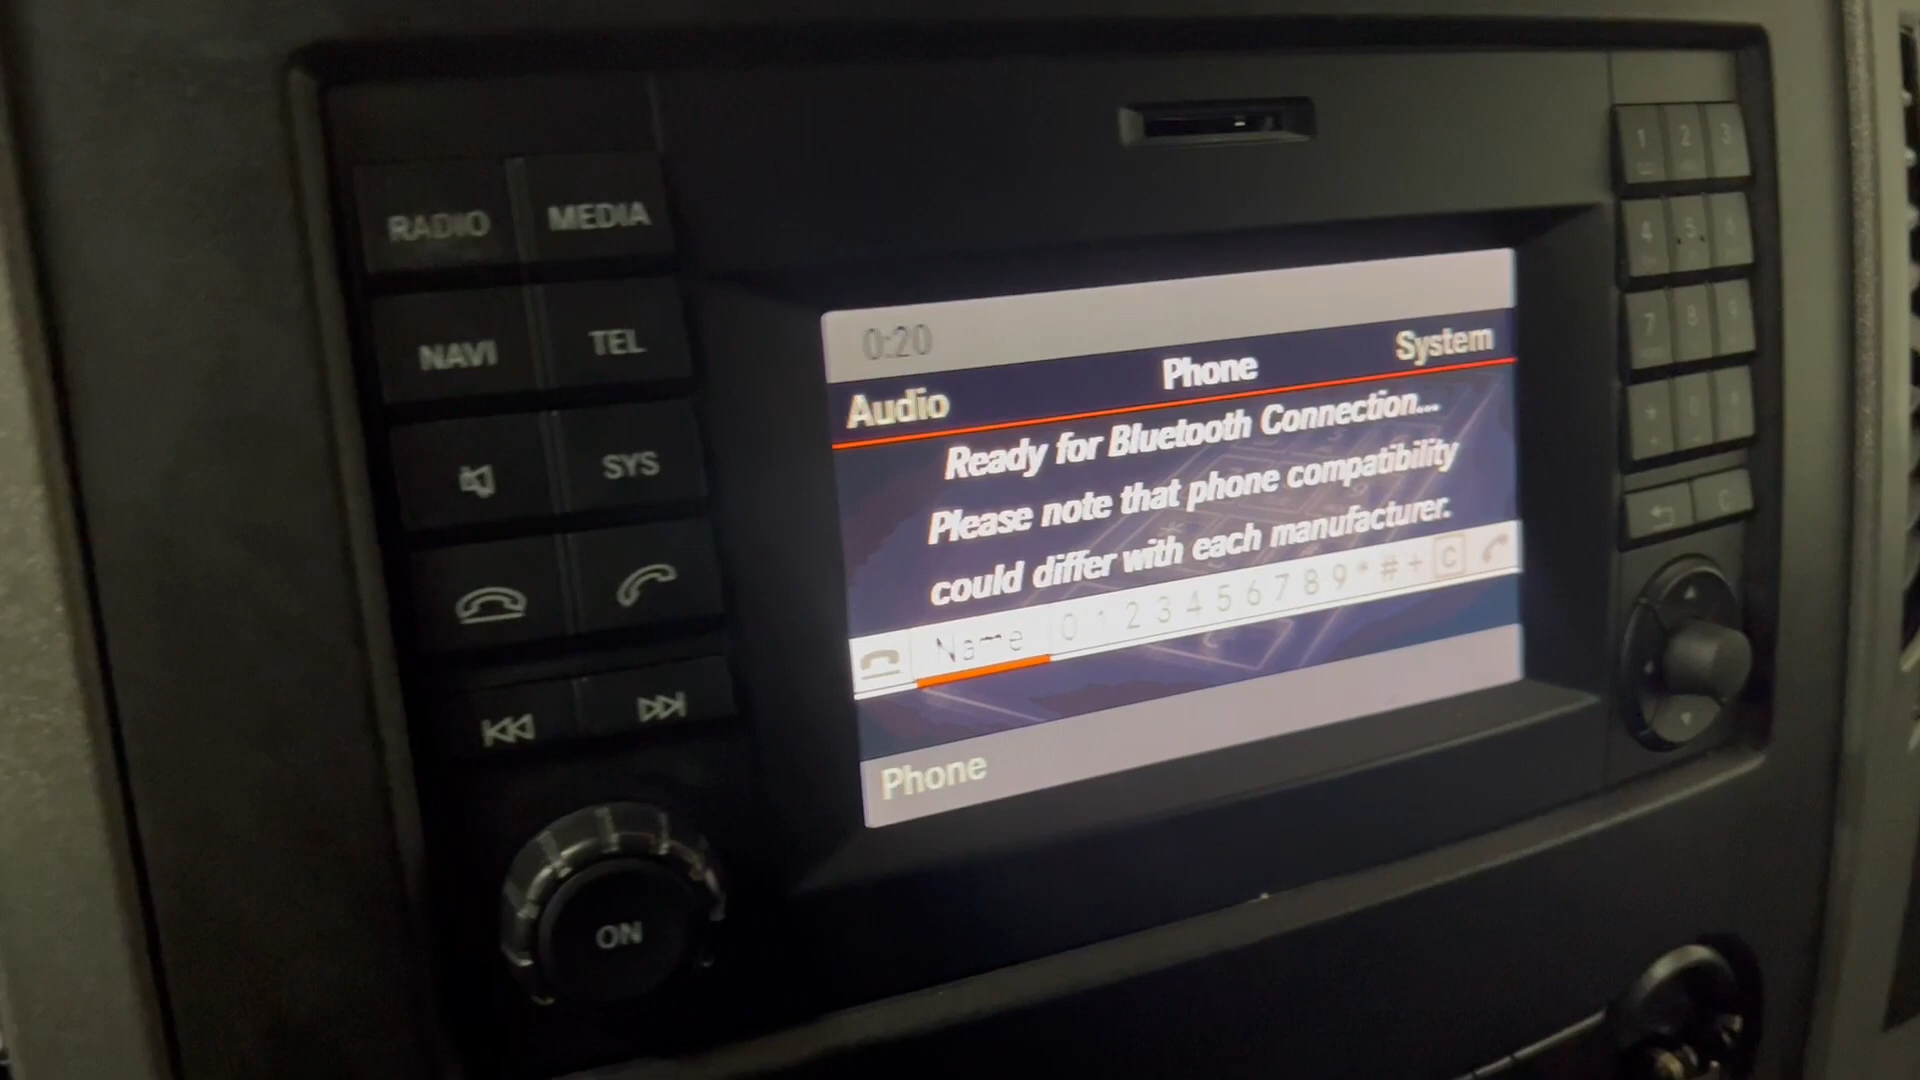 RADIO MEDIA
NAVI TEL
SYS
ON
0:20
Audio Phone System
Ready for Bluetooth Connection...
Please note that phone compatibility
could differ with each manufacturer.
Name 0 1 2 3 4 5 6 7 8 9 * # + C
Phone
1 2 3
4 5 6
7 8 9
* 0 #
C